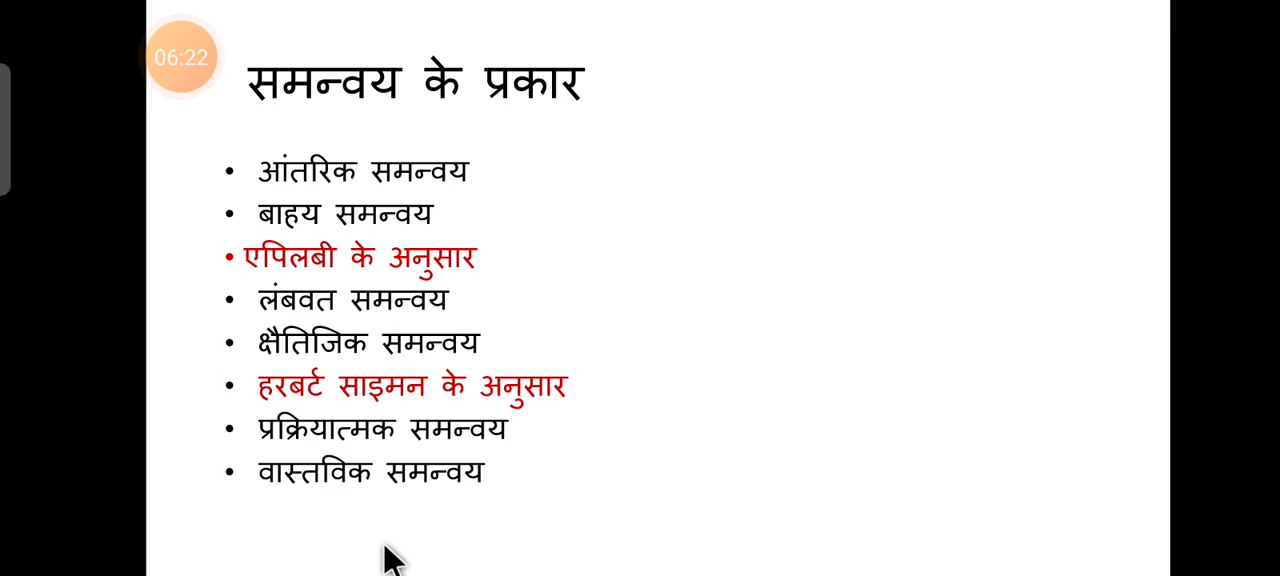 06:22
समन्वय के प्रकार
• आंतरिक समन्वय
• बाहय समन्वय
• एपिलबी के अनुसार
• लंबवत समन्वय
• क्षैतिजिक समन्वय
• हरबर्ट साइमन के अनुसार
• प्रक्रियात्मक समन्वय
• वास्तविक समन्वय